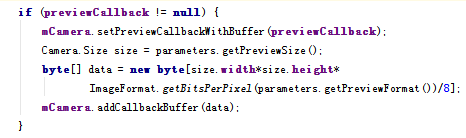 if (previewCallback != null) {
mCamera.setPreviewCallbackWithBuffer(previewCallback);
Camera.Size size = parameters.getPreviewSize();
byte[] data = new byte[size.width*size.height*
ImageFormat.getBitsPerPixel(parameters.getPreviewFormat())/8];
mCamera.addCallbackBuffer(data);
}